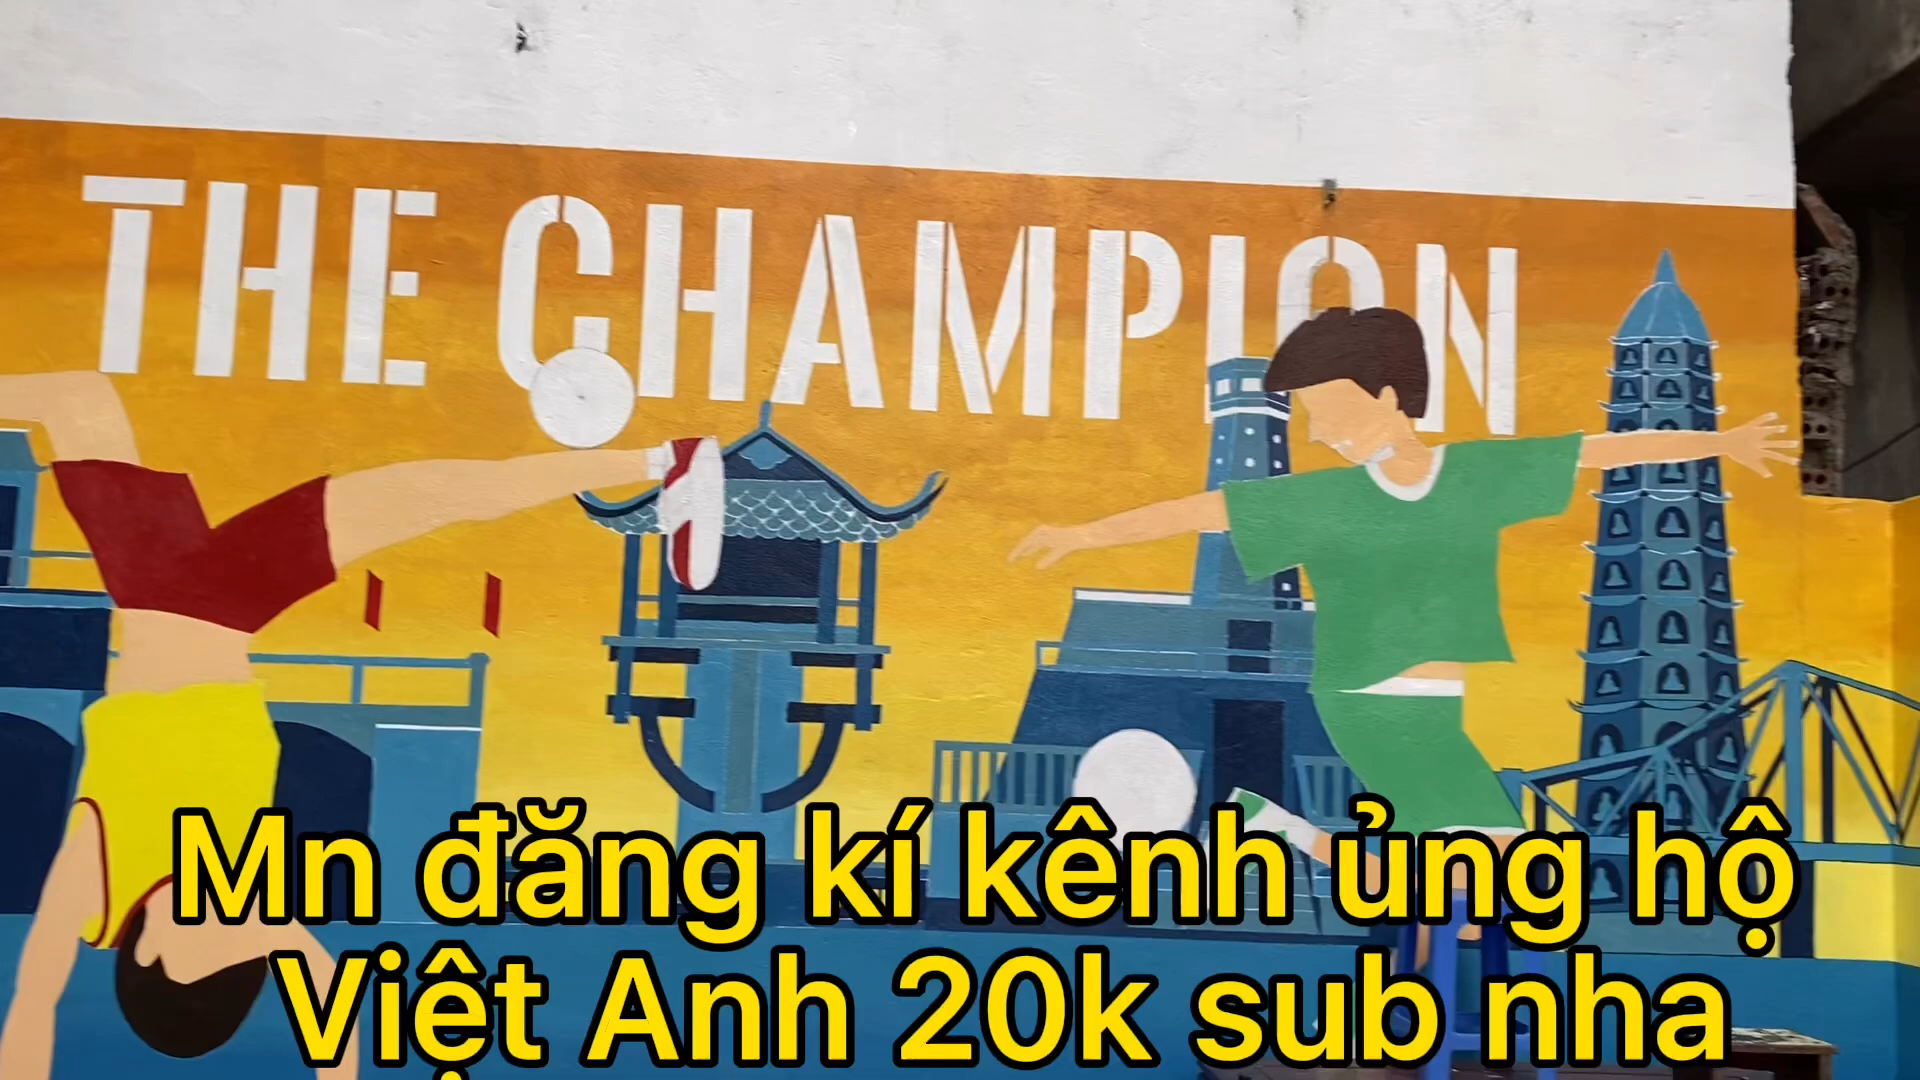 THE CHAMPION
Mn đăng kí kênh ủng hộ
Việt Anh 20k sub nha